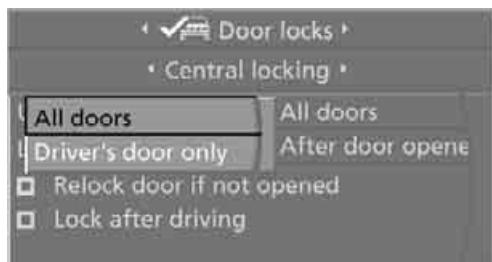 Door locks
Central locking
All doors All doors
Driver's door only After door opene
Relock door if not opened
Lock after driving